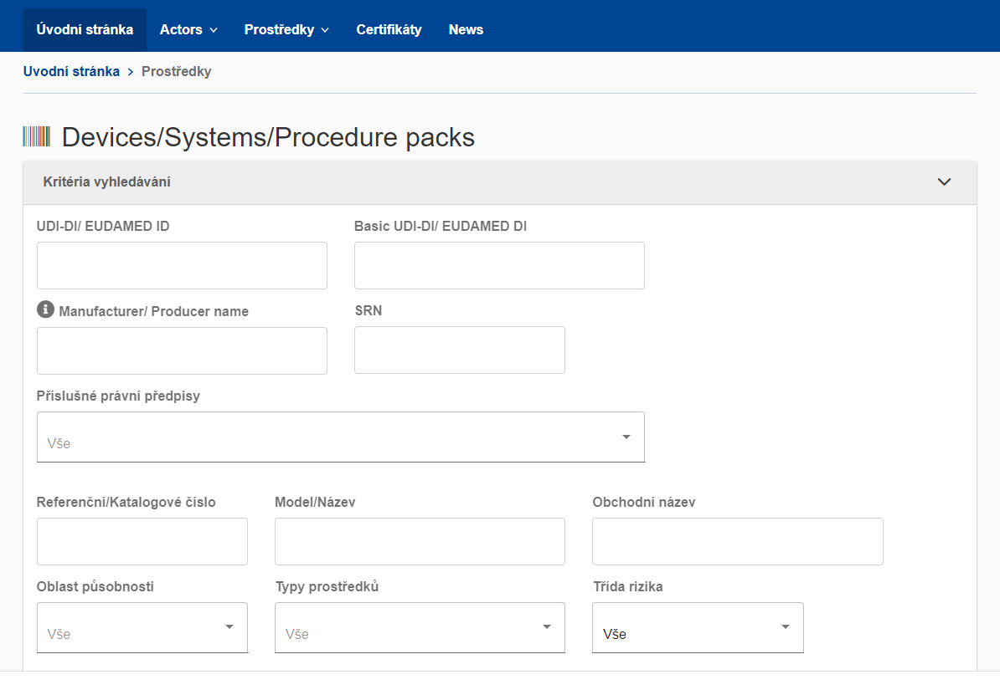 Úvodní stránka Actors Prostředky Certifikáty News
Uvodní stránka > Prostředky
Devices/Systems/Procedure packs
Kritéria vyhledávání
UDI-DI/ EUDAMED ID Basic UDI-DI/ EUDAMED DI
Manufacturer/ Producer name SRN
Příslušné právní předpisy
Vše
Referenční/Katalogové číslo Model/Název Obchodní název
Oblast působnosti Typy prostředků Třída rizika
Vše Vše Vše